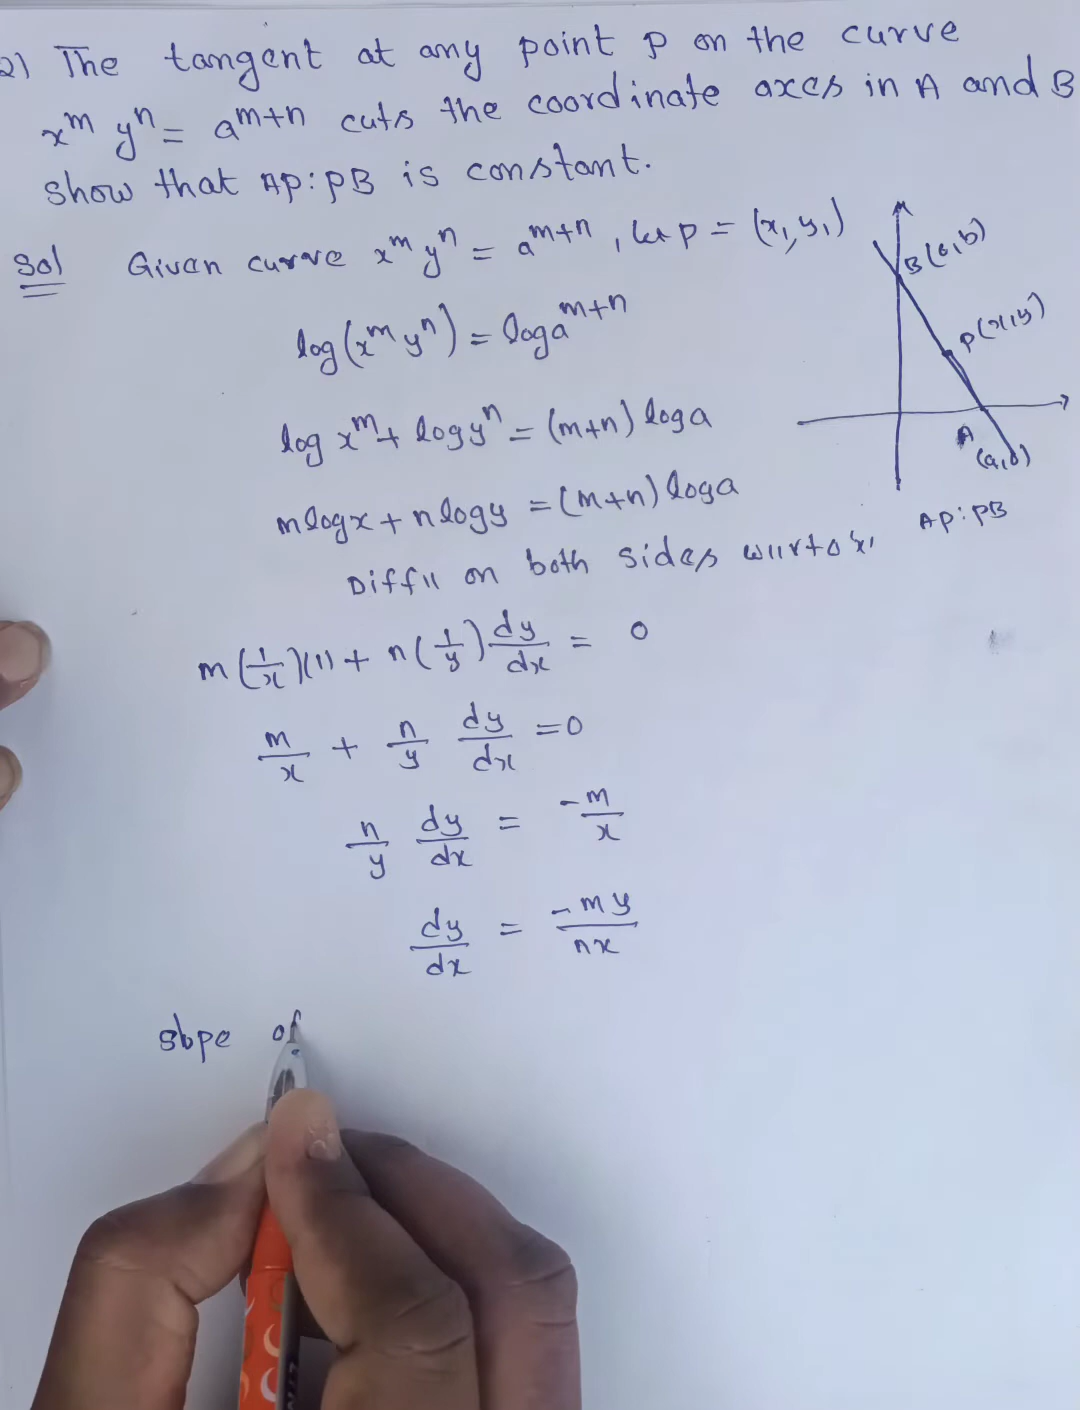 2) The tangent at any point P on the curve
x^m y^n = a^{m+n} cuts the coordinate axes in A and B
show that AP:PB is constant.
Sol Given curve x^m y^n = a^{m+n}, let P = (x₁, y₁)
log(x^m y^n) = log a^{m+n}
log x^m + log y^n = (m+n) log a
m log x + n log y = (m+n) log a
Diff11 on both sides w11r to 'x'
m(1/x)(1) + n(1/y) dy/dx = 0
m/x + n/y dy/dx = 0
n/y dy/dx = -m/x
dy/dx = -my/nx
slope of
B(0,b)
P(x,y)
A
(a,0)
AP:PB